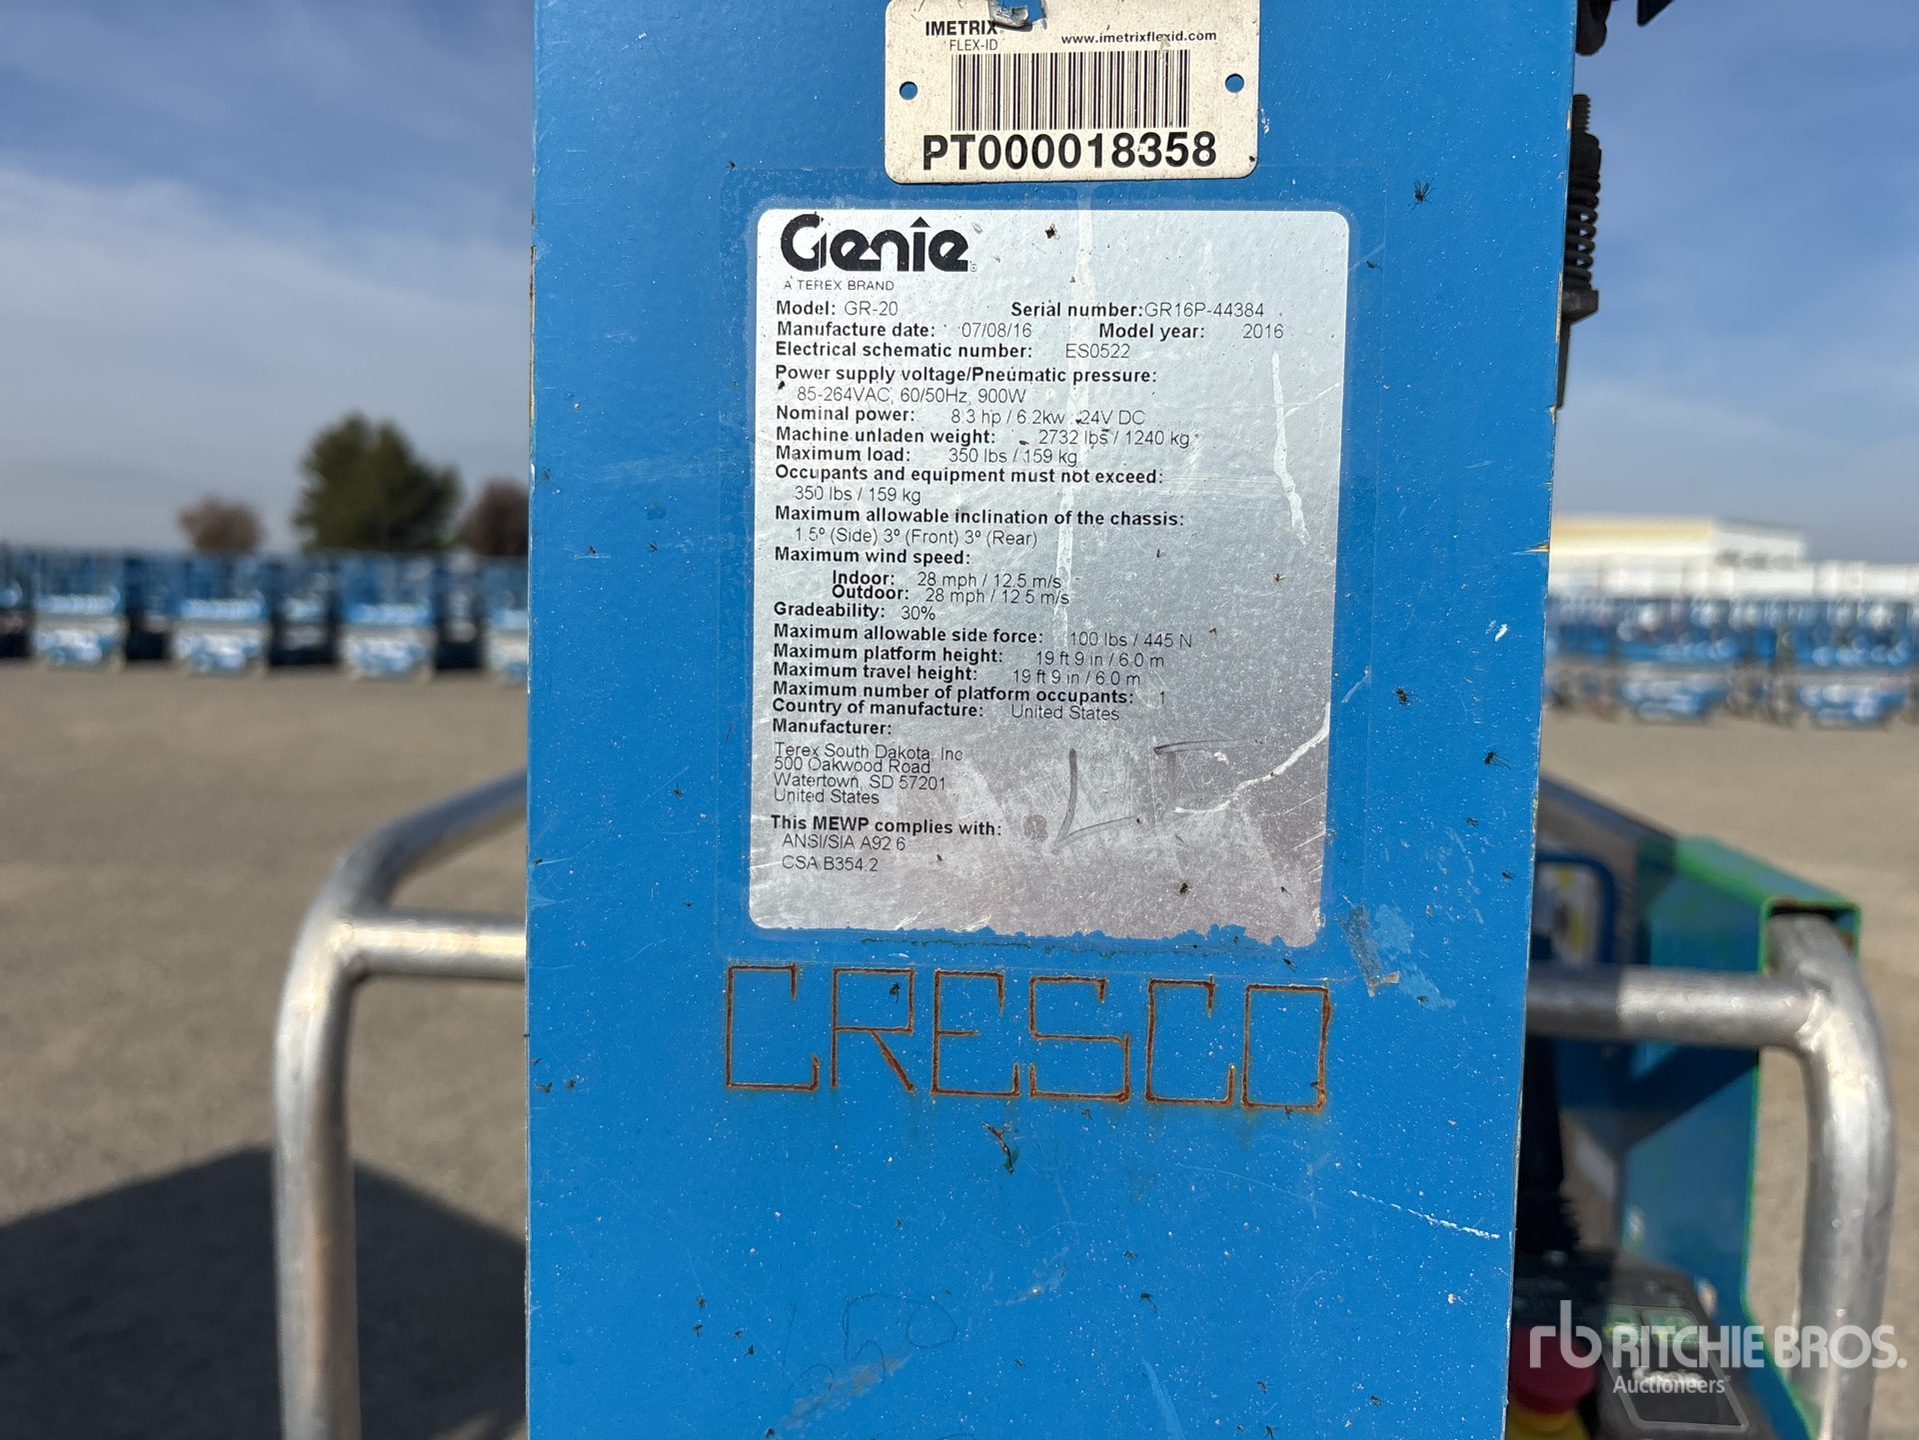 IMETRIX
FLEX-ID
www.imetrixflexid.com
PT000018358
Genie
A TEREX BRAND
Model: GR-20 Serial number: GR16P-44384
Manufacture date: 07/08/16 Model year: 2016
Electrical schematic number: ES0522
Power supply voltage/Pneumatic pressure:
85-264VAC, 60/50Hz, 900W
Nominal power: 8.3 hp / 6.2kw 24V DC
Machine unladen weight: 2732 lbs / 1240 kg
Maximum load: 350 lbs / 159 kg
Occupants and equipment must not exceed:
350 lbs / 159 kg
Maximum allowable inclination of the chassis:
1.5º (Side) 3º (Front) 3º (Rear)
Maximum wind speed:
Indoor: 28 mph / 12.5 m/s
Outdoor: 28 mph / 12.5 m/s
Gradeability: 30%
Maximum allowable side force: 100 lbs / 445 N
Maximum platform height: 19 ft 9 in / 6.0 m
Maximum travel height: 19 ft 9 in / 6.0 m
Maximum number of platform occupants: 1
Country of manufacture: United States
Manufacturer:
Terex South Dakota, Inc
500 Oakwood Road
Watertown, SD 57201
United States
This MEWP complies with:
ANSI/SIA A92.6
CSA B354.2
CRESCO
rb RITCHIE BROS.
Auctioneers